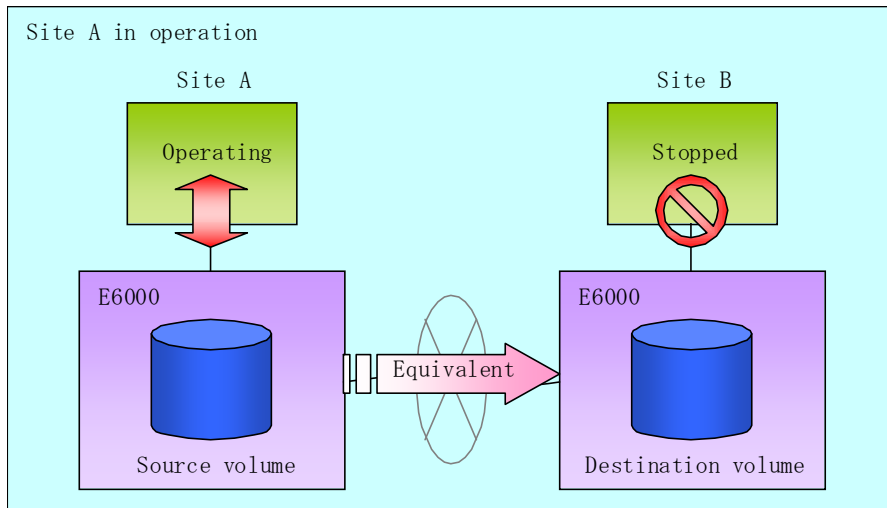 Site A in operation
Site A
Site B
Operating
Stopped
E6000
E6000
Equivalent
Source volume
Destination volume